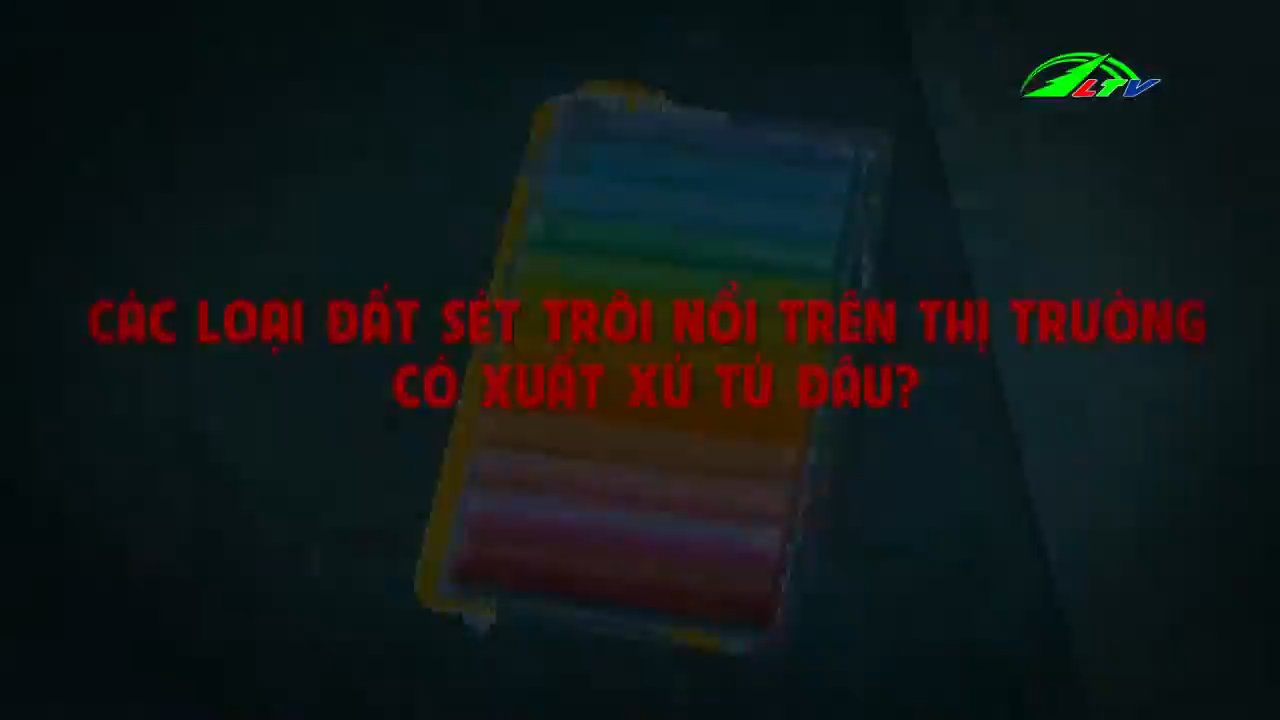 LTV
CÁC LOẠI ĐẤT SÉT TRÔI NỔI TRÊN THỊ TRƯỜNG
CÓ XUẤT XỨ TỪ ĐÂU?